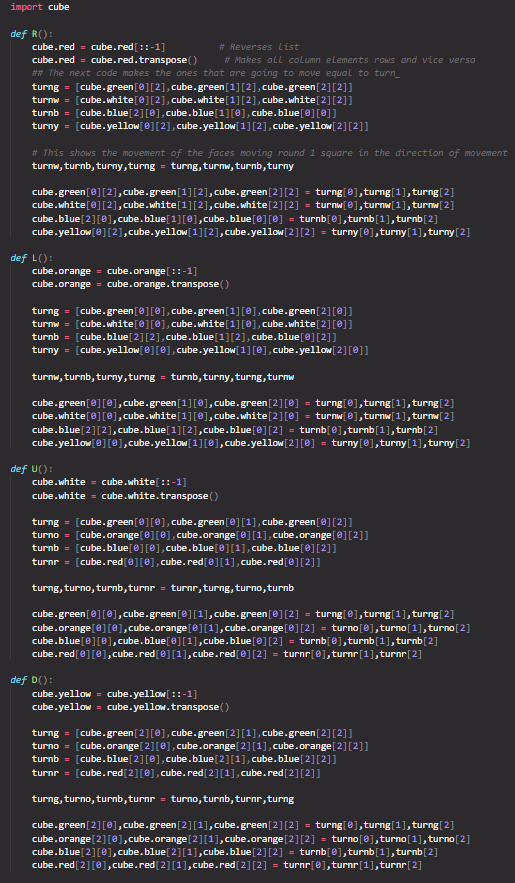 import cube

def R():
    cube.red = cube.red[::-1]         # Reverses list
    cube.red = cube.red.transpose()     # Makes all column elements rows and vice versa
    ## The next code makes the ones that are going to move equal to turn_
    turng = [cube.green[0][2],cube.green[1][2],cube.green[2][2]]
    turnw = [cube.white[0][2],cube.white[1][2],cube.white[2][2]]
    turnb = [cube.blue[2][0],cube.blue[1][0],cube.blue[0][0]]
    turny = [cube.yellow[0][2],cube.yellow[1][2],cube.yellow[2][2]]

    # This shows the movement of the faces moving round 1 square in the direction of movement
    turnw,turnb,turny,turng = turng,turnw,turnb,turny

    cube.green[0][2],cube.green[1][2],cube.green[2][2] = turng[0],turng[1],turng[2]
    cube.white[0][2],cube.white[1][2],cube.white[2][2] = turnw[0],turnw[1],turnw[2]
    cube.blue[2][0],cube.blue[1][0],cube.blue[0][0] = turnb[0],turnb[1],turnb[2]
    cube.yellow[0][2],cube.yellow[1][2],cube.yellow[2][2] = turny[0],turny[1],turny[2]

def L():
    cube.orange = cube.orange[::-1]
    cube.orange = cube.orange.transpose()

    turng = [cube.green[0][0],cube.green[1][0],cube.green[2][0]]
    turnw = [cube.white[0][0],cube.white[1][0],cube.white[2][0]]
    turnb = [cube.blue[2][2],cube.blue[1][2],cube.blue[0][2]]
    turny = [cube.yellow[0][0],cube.yellow[1][0],cube.yellow[2][0]]

    turnw,turnb,turny,turng = turnb,turny,turng,turnw

    cube.green[0][0],cube.green[1][0],cube.green[2][0] = turng[0],turng[1],turng[2]
    cube.white[0][0],cube.white[1][0],cube.white[2][0] = turnw[0],turnw[1],turnw[2]
    cube.blue[2][2],cube.blue[1][2],cube.blue[0][2] = turnb[0],turnb[1],turnb[2]
    cube.yellow[0][0],cube.yellow[1][0],cube.yellow[2][0] = turny[0],turny[1],turny[2]

def U():
    cube.white = cube.white[::-1]
    cube.white = cube.white.transpose()

    turng = [cube.green[0][0],cube.green[0][1],cube.green[0][2]]
    turno = [cube.orange[0][0],cube.orange[0][1],cube.orange[0][2]]
    turnb = [cube.blue[0][0],cube.blue[0][1],cube.blue[0][2]]
    turnr = [cube.red[0][0],cube.red[0][1],cube.red[0][2]]

    turng,turno,turnb,turnr = turnr,turng,turno,turnb

    cube.green[0][0],cube.green[0][1],cube.green[0][2] = turng[0],turng[1],turng[2]
    cube.orange[0][0],cube.orange[0][1],cube.orange[0][2] = turno[0],turno[1],turno[2]
    cube.blue[0][0],cube.blue[0][1],cube.blue[0][2] = turnb[0],turnb[1],turnb[2]
    cube.red[0][0],cube.red[0][1],cube.red[0][2] = turnr[0],turnr[1],turnr[2]

def D():
    cube.yellow = cube.yellow[::-1]
    cube.yellow = cube.yellow.transpose()

    turng = [cube.green[2][0],cube.green[2][1],cube.green[2][2]]
    turno = [cube.orange[2][0],cube.orange[2][1],cube.orange[2][2]]
    turnb = [cube.blue[2][0],cube.blue[2][1],cube.blue[2][2]]
    turnr = [cube.red[2][0],cube.red[2][1],cube.red[2][2]]

    turng,turno,turnb,turnr = turno,turnb,turnr,turng

    cube.green[2][0],cube.green[2][1],cube.green[2][2] = turng[0],turng[1],turng[2]
    cube.orange[2][0],cube.orange[2][1],cube.orange[2][2] = turno[0],turno[1],turno[2]
    cube.blue[2][0],cube.blue[2][1],cube.blue[2][2] = turnb[0],turnb[1],turnb[2]
    cube.red[2][0],cube.red[2][1],cube.red[2][2] = turnr[0],turnr[1],turnr[2]